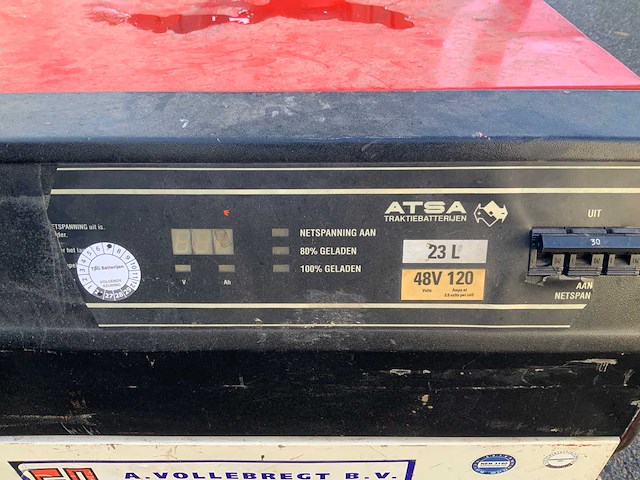 ATSA
TRAKTIEBATTERIJEN
UIT
NETSPANNING uit is.
NETSPANNING AAN
80% GELADEN
100% GELADEN
V
Ah
23 L
48V 120
Volts
30
AAN
NETSPAN
Batterijen
A. VOLLEBREGT B.V.